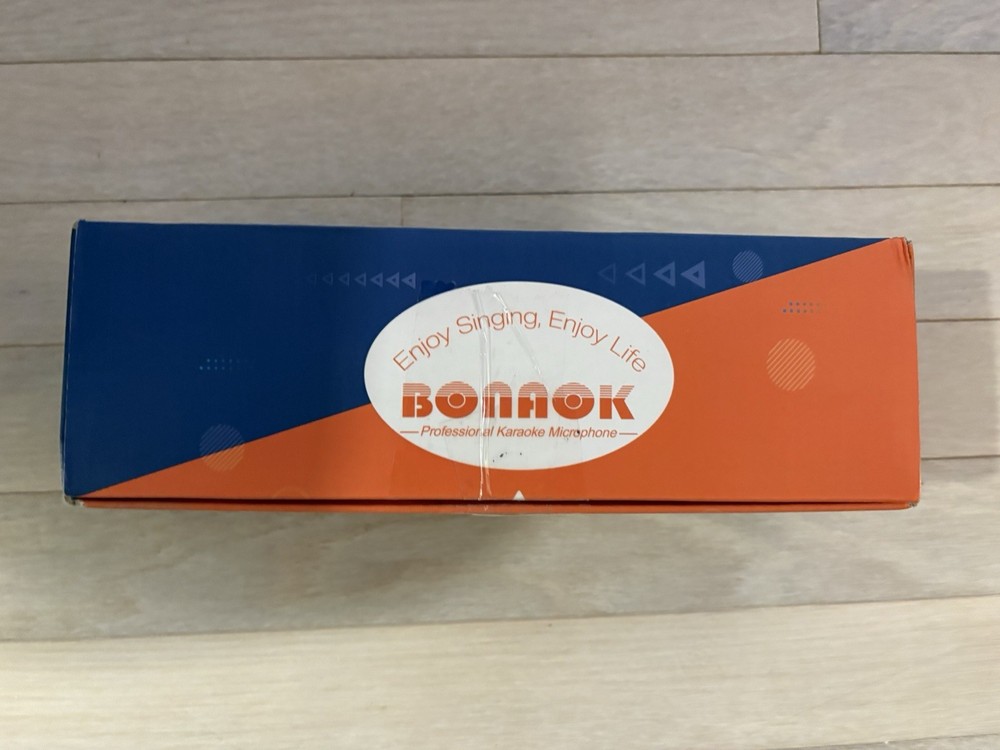 Enjoy Singing, Enjoy Life
BONAOK
Professional Karaoke Microphone